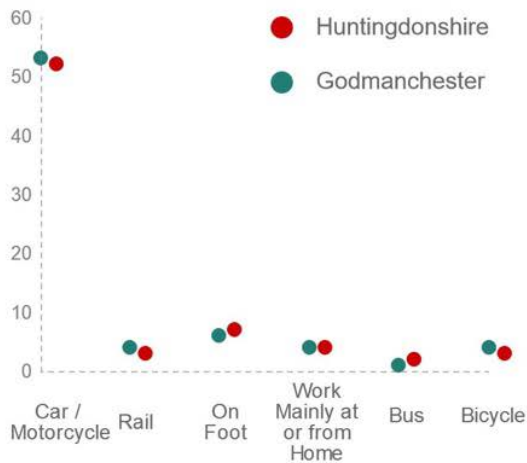 60
Huntingdonshire
Godmanchester
50
40
30
20
10
0
Car /
Motorcycle
Rail
On
Foot
Work
Mainly at
or from
Home
Bus
Bicycle